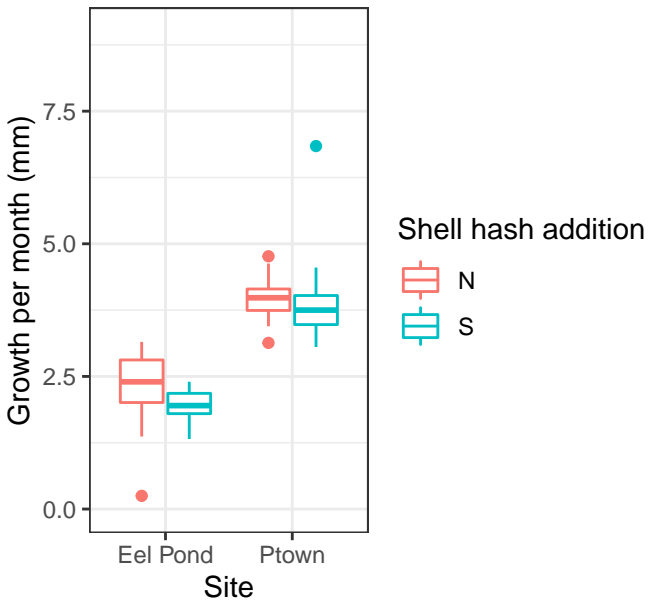 Growth per month (mm)
7.5
5.0
2.5
0.0
Eel Pond
Ptown
Site
Shell hash addition
N
S